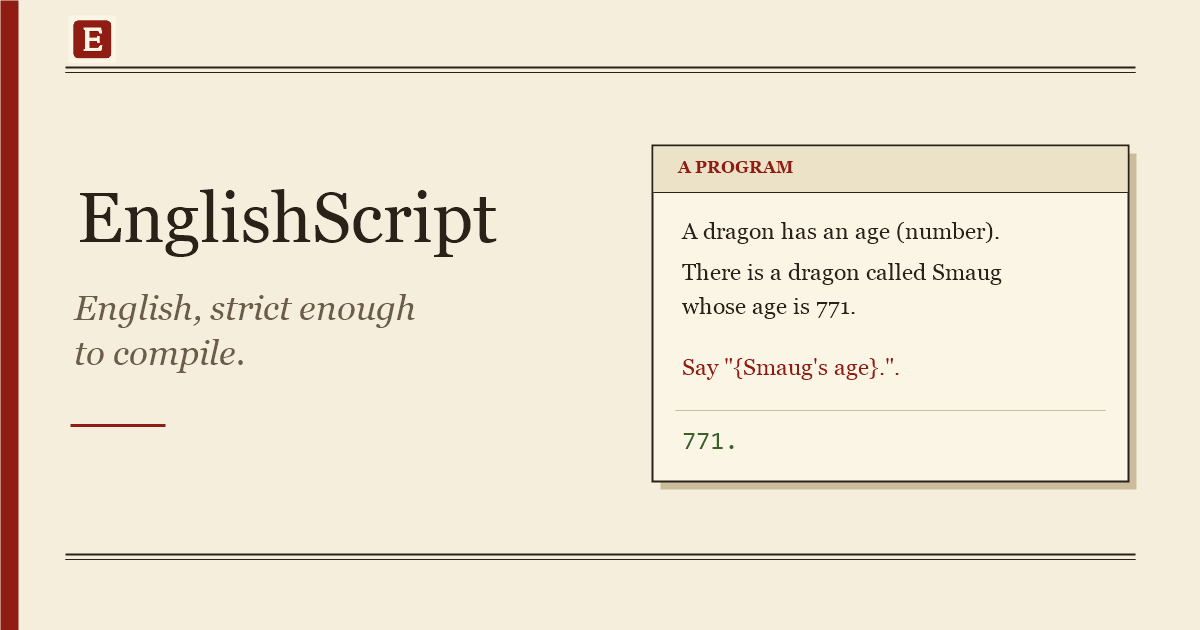 E
EnglishScript
English, strict enough
to compile.
A PROGRAM
A dragon has an age (number).
There is a dragon called Smaug
whose age is 771.
Say "{Smaug's age}.".
771.